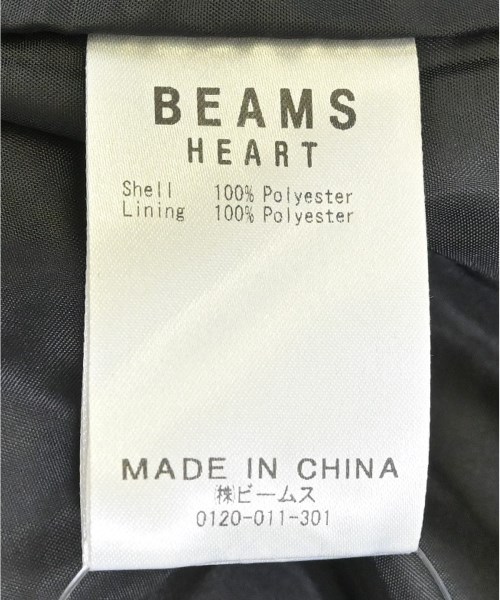 BEAMS
HEART
Shell 100% Polyester
Lining 100% Polyester
MADE IN CHINA
㈱ビームス
0120-011-301